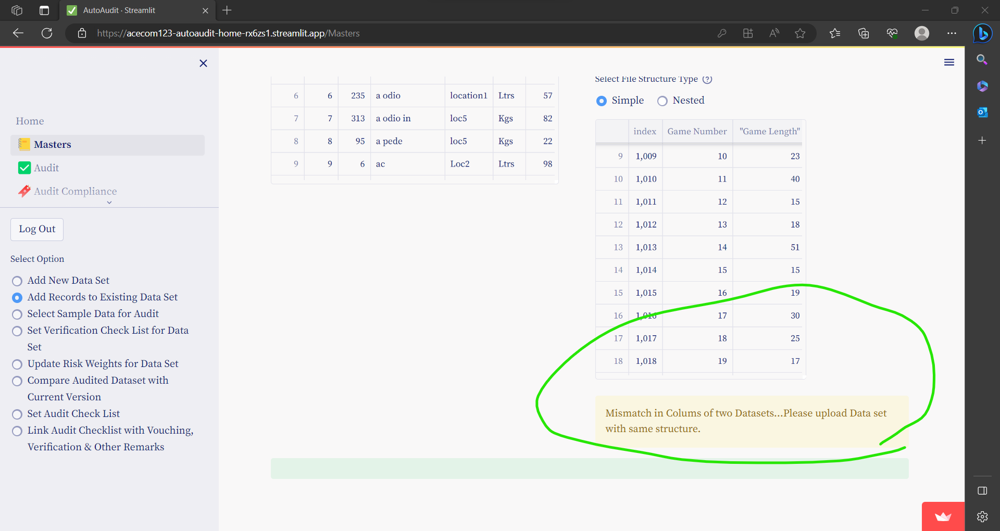 AutoAudit · Streamlit
https://acecom123-autoaudit-home-rx6zs1.streamlit.app/Masters
Home
Masters
Audit
Audit Compliance
Log Out
Select Option
Add New Data Set
Add Records to Existing Data Set
Select Sample Data for Audit
Set Verification Check List for Data
Set
Update Risk Weights for Data Set
Compare Audited Dataset with
Current Version
Set Audit Check List
Link Audit Checklist with Vouching,
Verification & Other Remarks
6 6 235 a odio location1 Ltrs 57
7 7 313 a odio in loc5 Kgs 82
8 8 95 a pede loc5 Kgs 22
9 9 6 ac Loc2 Ltrs 98
Select File Structure Type
Simple Nested
index Game Number "Game Length"
9 1,009 10 23
10 1,010 11 40
11 1,011 12 15
12 1,012 13 18
13 1,013 14 51
14 1,014 15 15
15 1,015 16 19
16 1,016 17 30
17 1,017 18 25
18 1,018 19 17
Mismatch in Colums of two Datasets...Please upload Data set
with same structure.